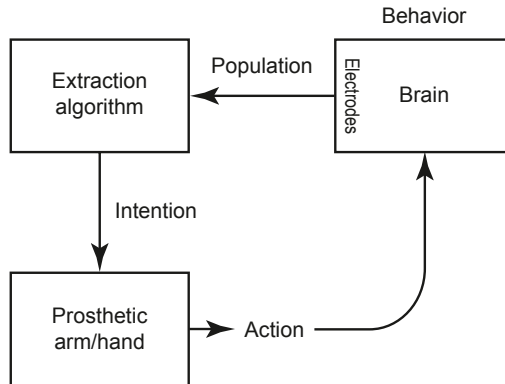 Behavior
Extraction
algorithm
Population
Electrodes
Brain
Intention
Prosthetic
arm/hand
Action